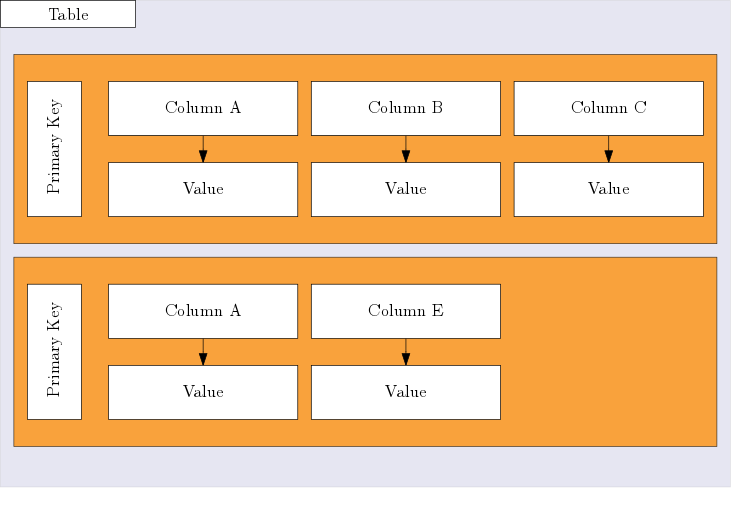 Table
Primary Key
Column A
Column B
Column C
Value
Value
Value
Primary Key
Column A
Column E
Value
Value